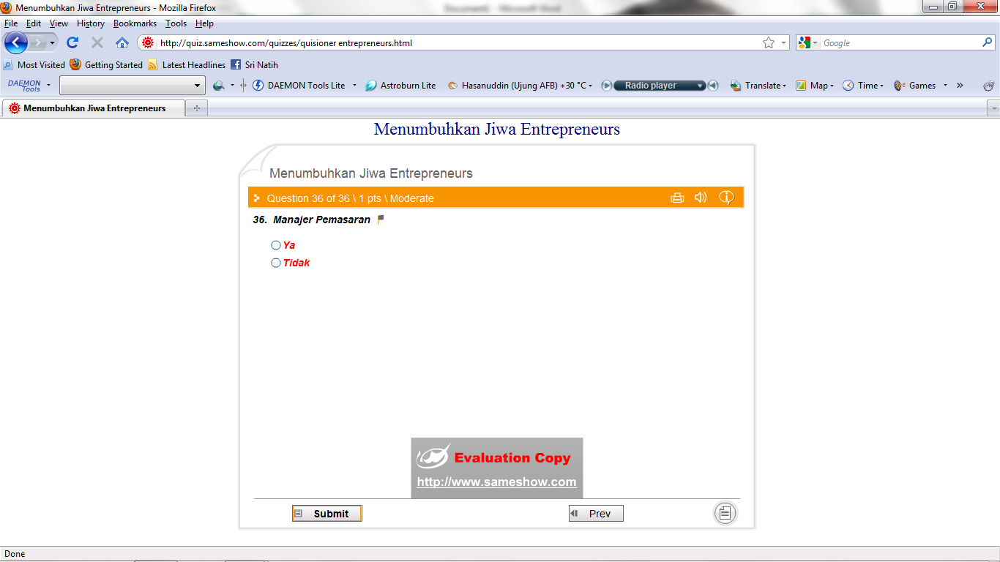 Menumbuhkan Jiwa Entrepreneurs - Mozilla Firefox
File Edit View History Bookmarks Tools Help
http://quiz.sameshow.com/quizzes/quisioner entrepreneurs.html
Google
Most Visited Getting Started Latest Headlines Sri Natih
DAEMON Tools DAEMON Tools Lite Astroburn Lite Hasanuddin (Ujung AFB) +30 °C Radio player Translate Map Time Games »
Menumbuhkan Jiwa Entrepreneurs
Menumbuhkan Jiwa Entrepreneurs
Menumbuhkan Jiwa Entrepreneurs
Question 36 of 36 \ 1 pts \ Moderate
36. Manajer Pemasaran
Ya
Tidak
Evaluation Copy
http://www.sameshow.com
Submit Prev
Done